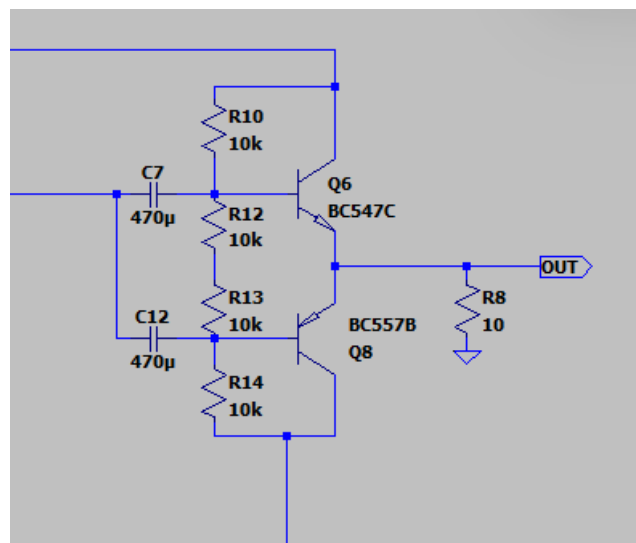 R10
10k
C7
470µ
Q6
BC547C
R12
10k
OUT
R13
10k
R8
10
C12
470µ
BC557B
Q8
R14
10k